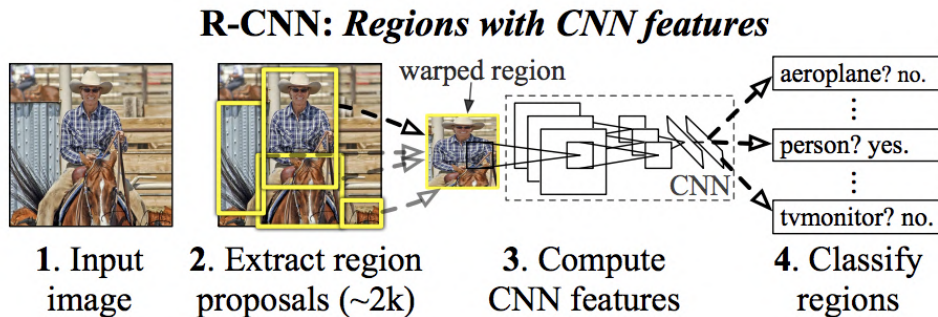 R-CNN: Regions with CNN features
warped region
aeroplane? no.
person? yes.
tvmonitor? no.
CNN
1. Input
image
2. Extract region
proposals (~2k)
3. Compute
CNN features
4. Classify
regions